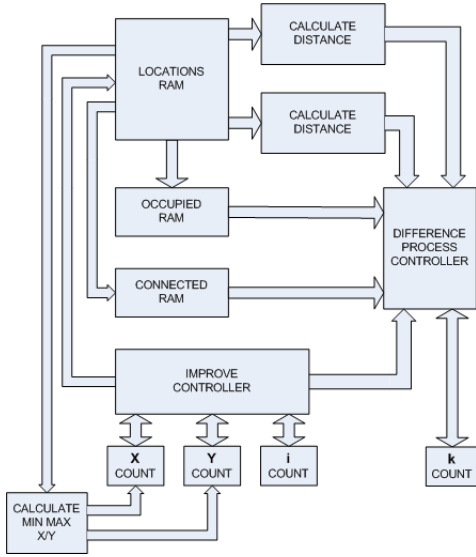 CALCULATE
DISTANCE
LOCATIONS
RAM
CALCULATE
DISTANCE
OCCUPIED
RAM
DIFFERENCE
PROCESS
CONTROLLER
CONNECTED
RAM
IMPROVE
CONTROLLER
X
COUNT
Y
COUNT
i
COUNT
k
COUNT
CALCULATE
MIN MAX
X/Y